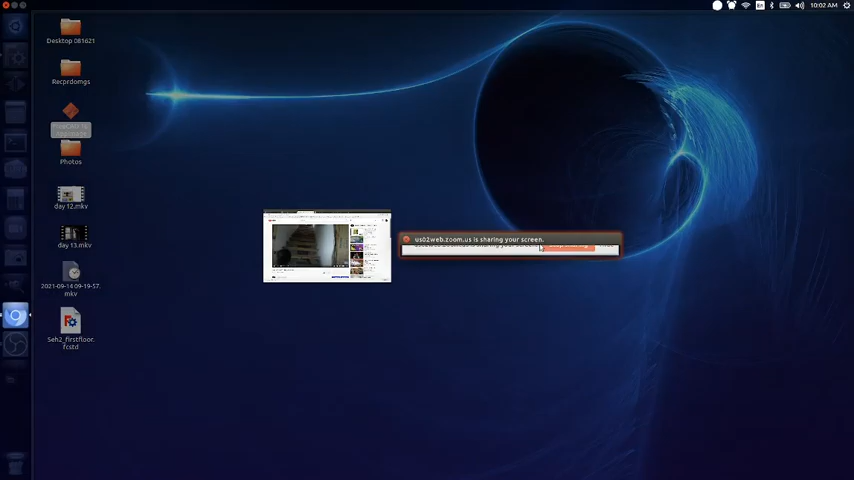 10:02 AM
Desktop 081621
Recprdomgs
Photos
day 12.mkv
day 13.mkv
2021-09-14 09-19-57.
mkv
Seh2_firstfloor.
fcstd
us02web.zoom.us is sharing your screen.